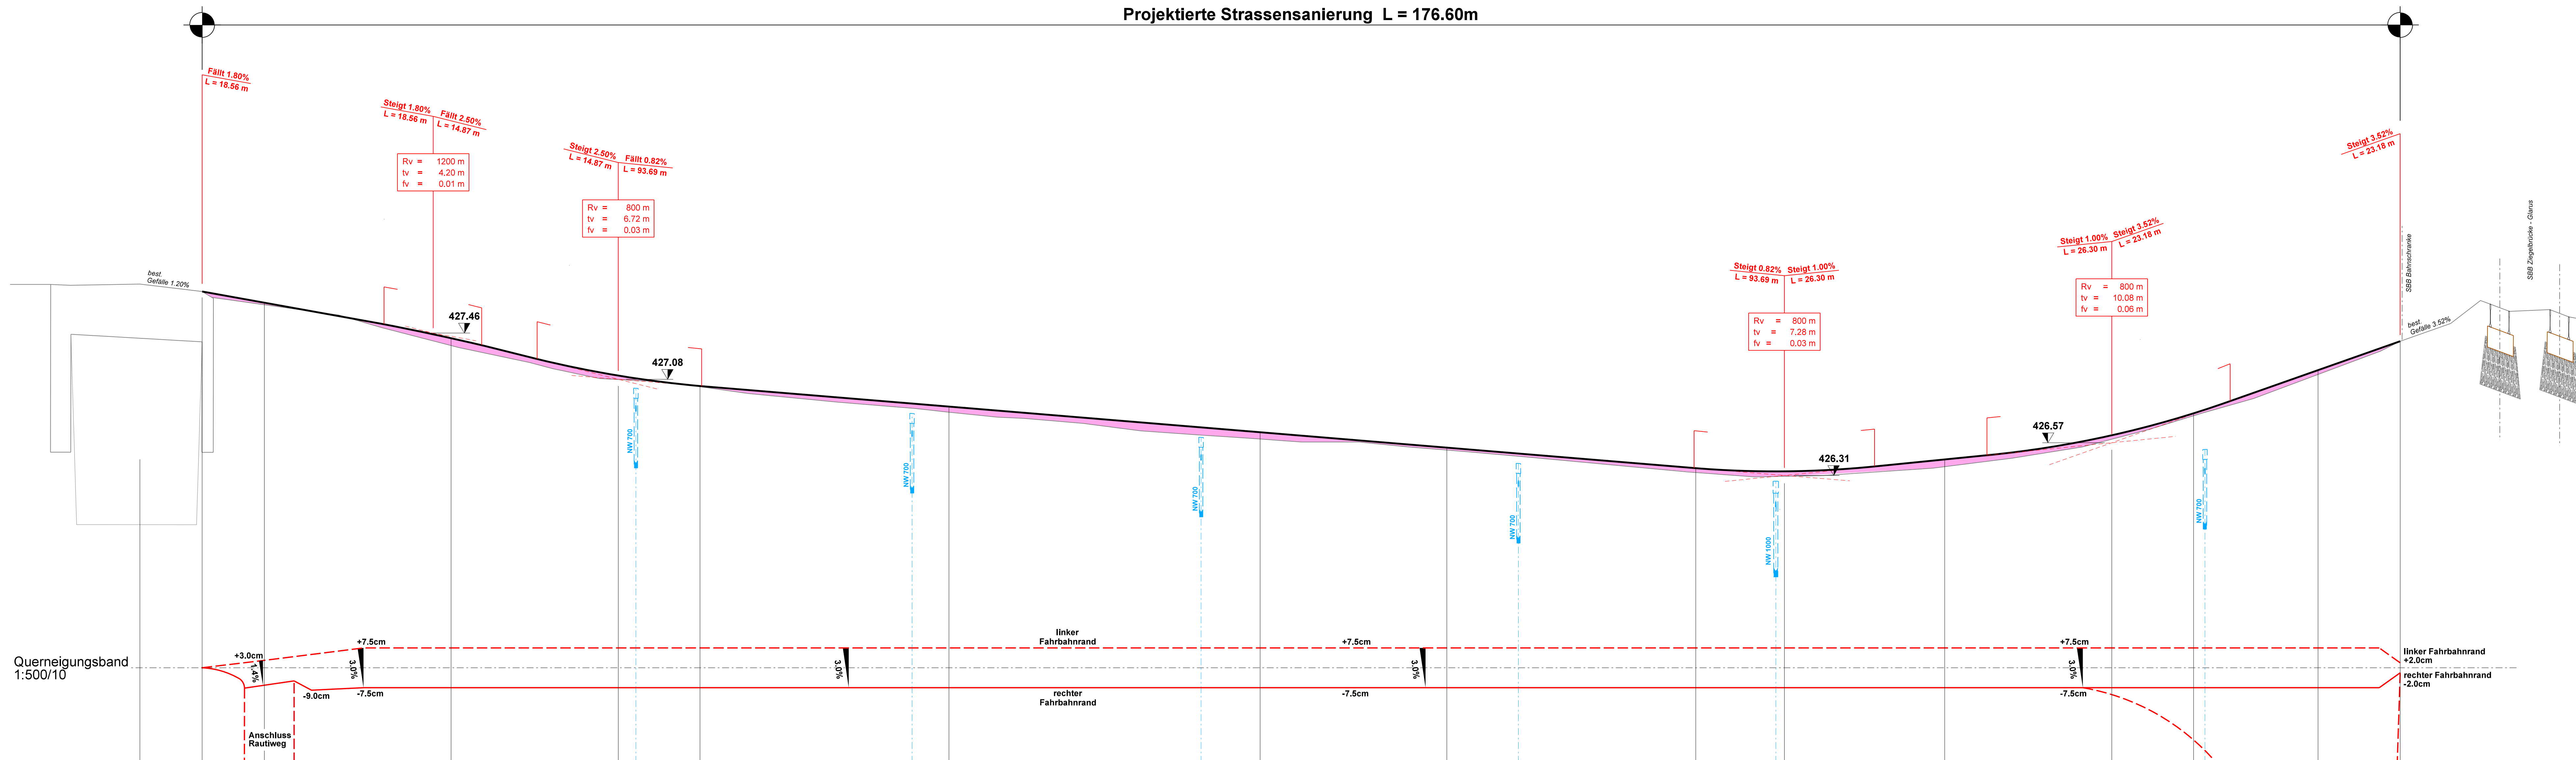 Projektierte Strassensanierung L = 176.60m
Fällt 1.80%
L = 18.56 m
Steigt 1.80% Fällt 2.50%
L = 18.56 m L = 14.87 m
Rv = 1200 m
tv = 4.20 m
fv = 0.01 m
Steigt 2.50% Fällt 0.82%
L = 14.87 m L = 93.69 m
Rv = 800 m
tv = 6.72 m
fv = 0.03 m
Steigt 0.82% Steigt 1.00%
L = 93.69 m L = 26.30 m
Rv = 800 m
tv = 7.28 m
fv = 0.03 m
Steigt 1.00% Steigt 3.52%
L = 26.30 m L = 23.18 m
Rv = 800 m
tv = 10.08 m
fv = 0.06 m
Steigt 3.52%
L = 23.18 m
SBB Bahnschranke
SBB Ziegelbrücke - Glarus
best.
Gefälle 1.20%
best.
Gefälle 3.52%
427.46
427.08
426.31
426.57
NW 700
NW 700
NW 700
NW 700
NW 1000
NW 700
Querneigungsband
1:500/10
+3.0cm
1.4%
+7.5cm
3.0%
-9.0cm
-7.5cm
3.0%
linker
Fahrbahnrand
rechter
Fahrbahnrand
+7.5cm
3.0%
-7.5cm
+7.5cm
3.0%
-7.5cm
linker Fahrbahnrand
+2.0cm
rechter Fahrbahnrand
-2.0cm
Anschluss
Rautiweg